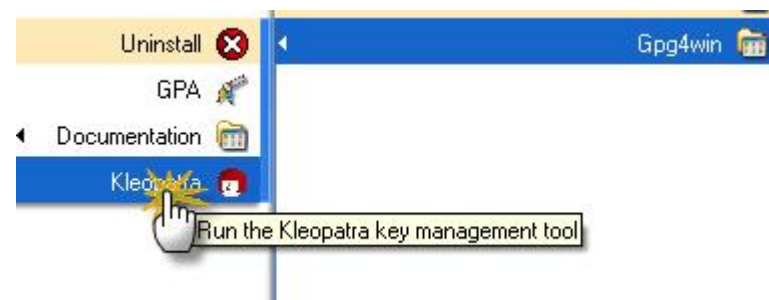 Uninstall
Gpg4win
GPA
Documentation
Kleopatra
Run the Kleopatra key management tool